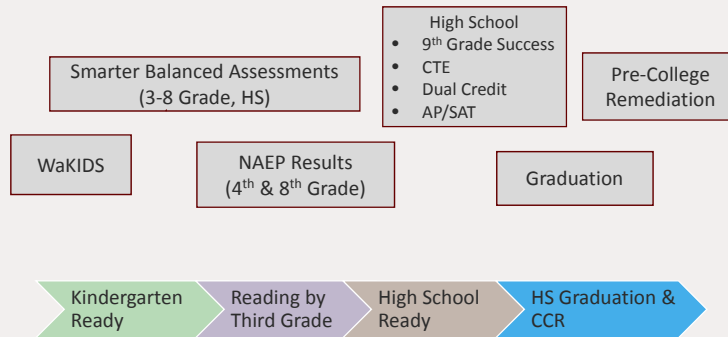 High School
• 9th Grade Success
• CTE
• Dual Credit
• AP/SAT
Smarter Balanced Assessments
(3-8 Grade, HS)
Pre-College
Remediation
WaKIDS
NAEP Results
(4th & 8th Grade)
Graduation
Kindergarten
Ready
Reading by
Third Grade
High School
Ready
HS Graduation &
CCR